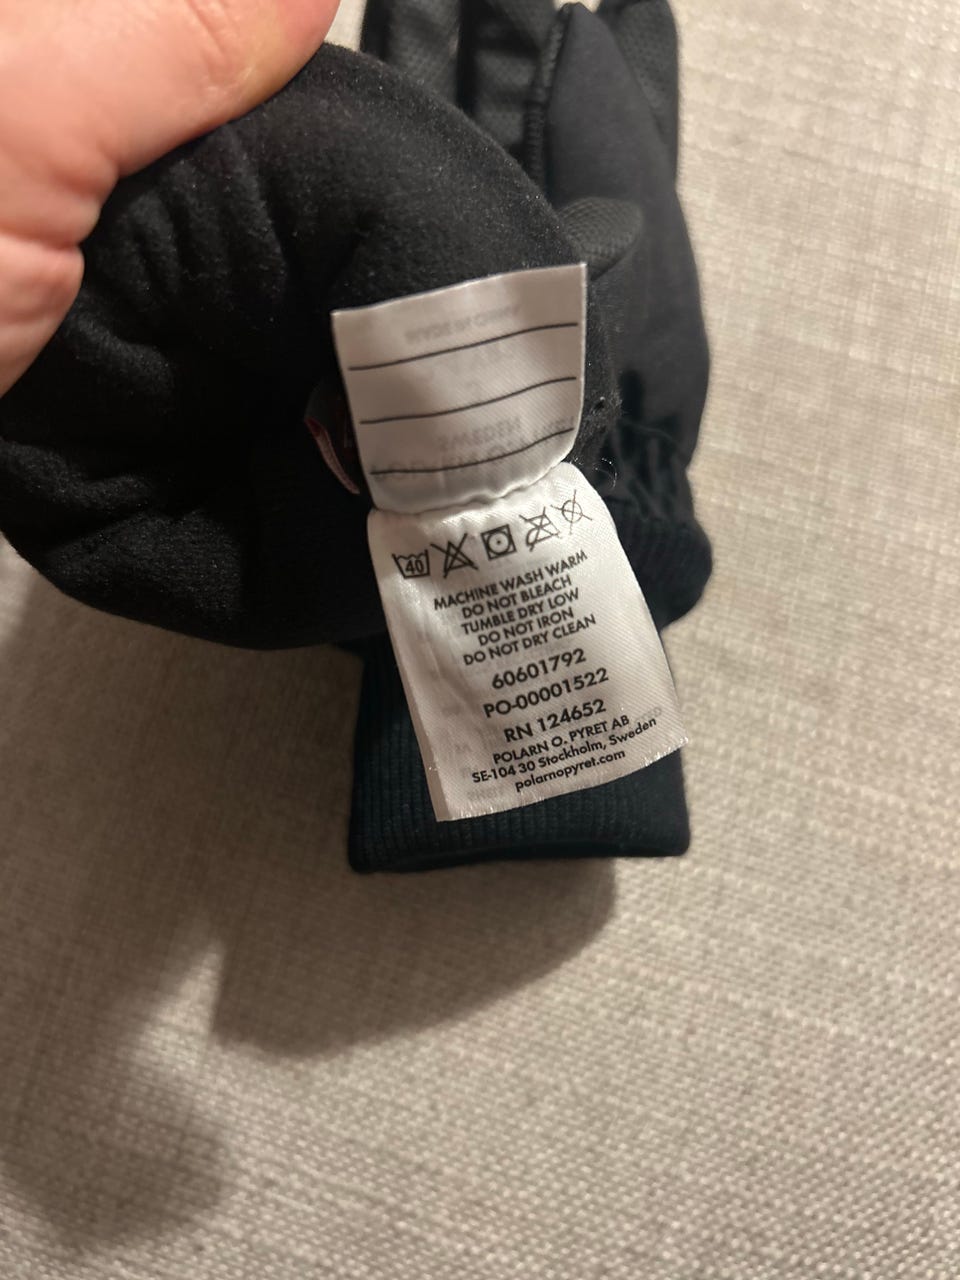 40
MACHINE WASH WARM
DO NOT BLEACH
TUMBLE DRY LOW
DO NOT IRON
DO NOT DRY CLEAN
60601792
PO-00001522
RN 124652
POLARN O. PYRET AB
SE-104 30 Stockholm, Sweden
polarnopyret.com